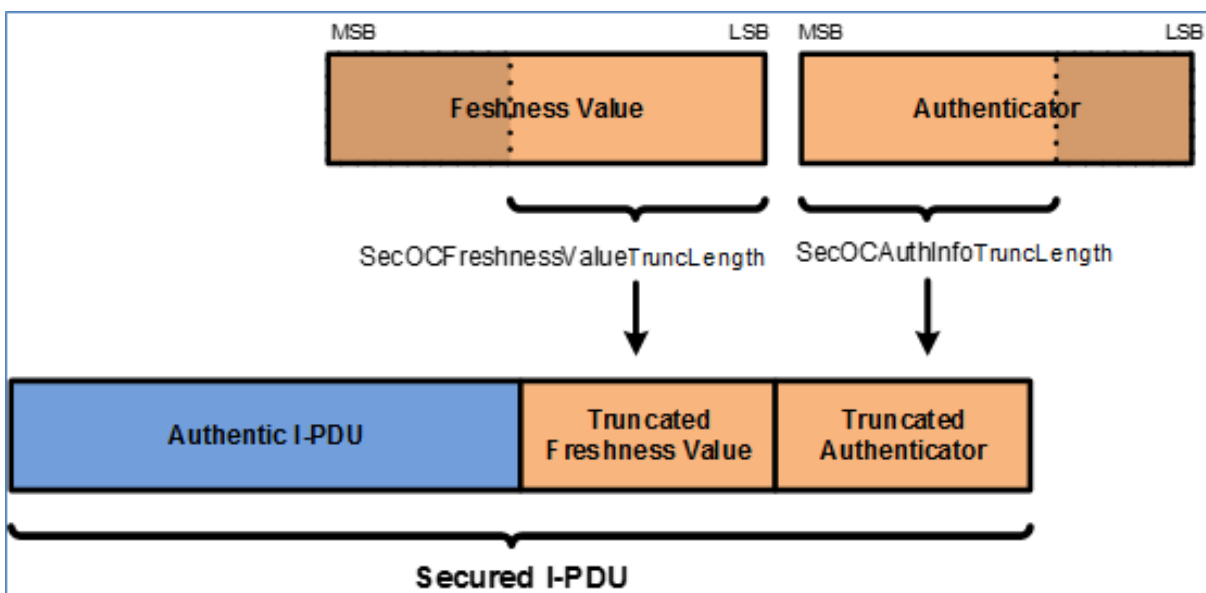 MSB LSB MSB LSB
Feshness Value Authenticator
SecOCFreshnessValueTruncLength SecOCAuthInfoTruncLength
Authentic I-PDU
Truncated
Freshness Value
Truncated
Authenticator
Secured I-PDU